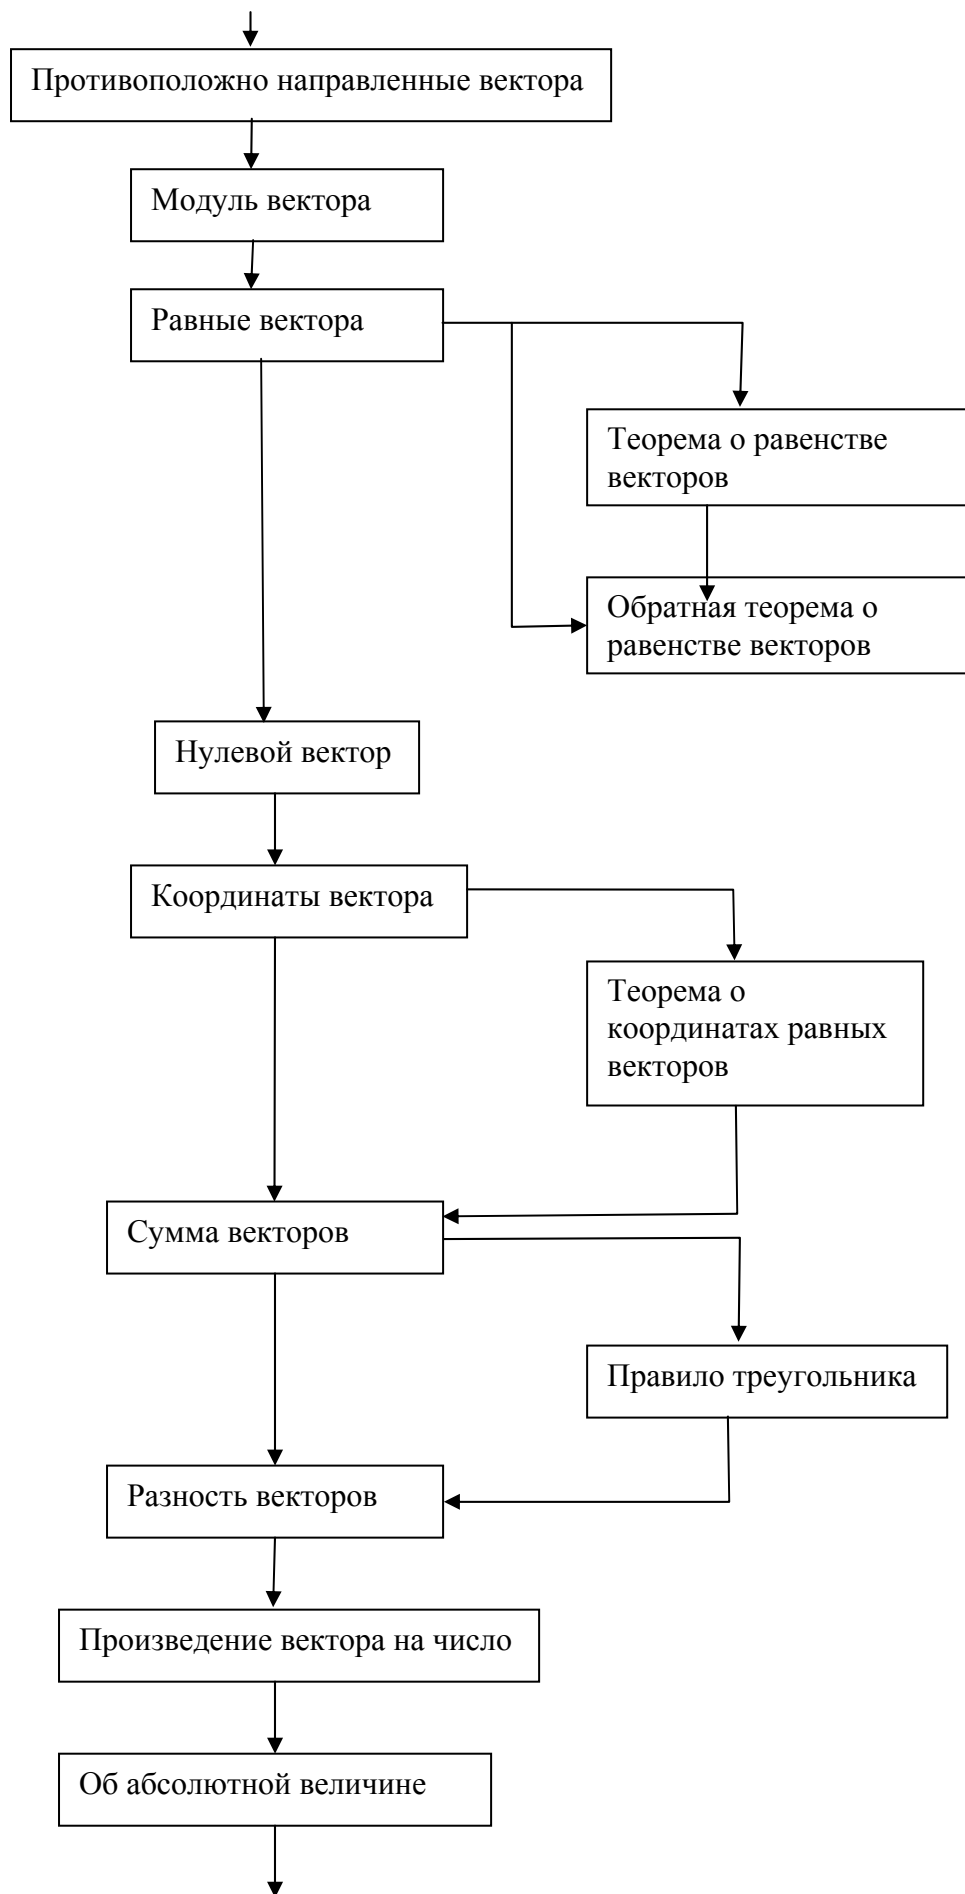 Противоположно направленные вектора
Модуль вектора
Равные вектора
Теорема о равенстве
векторов
Обратная теорема о
равенстве векторов
Нулевой вектор
Координаты вектора
Теорема о
координатах равных
векторов
Сумма векторов
Правило треугольника
Разность векторов
Произведение вектора на число
Об абсолютной величине